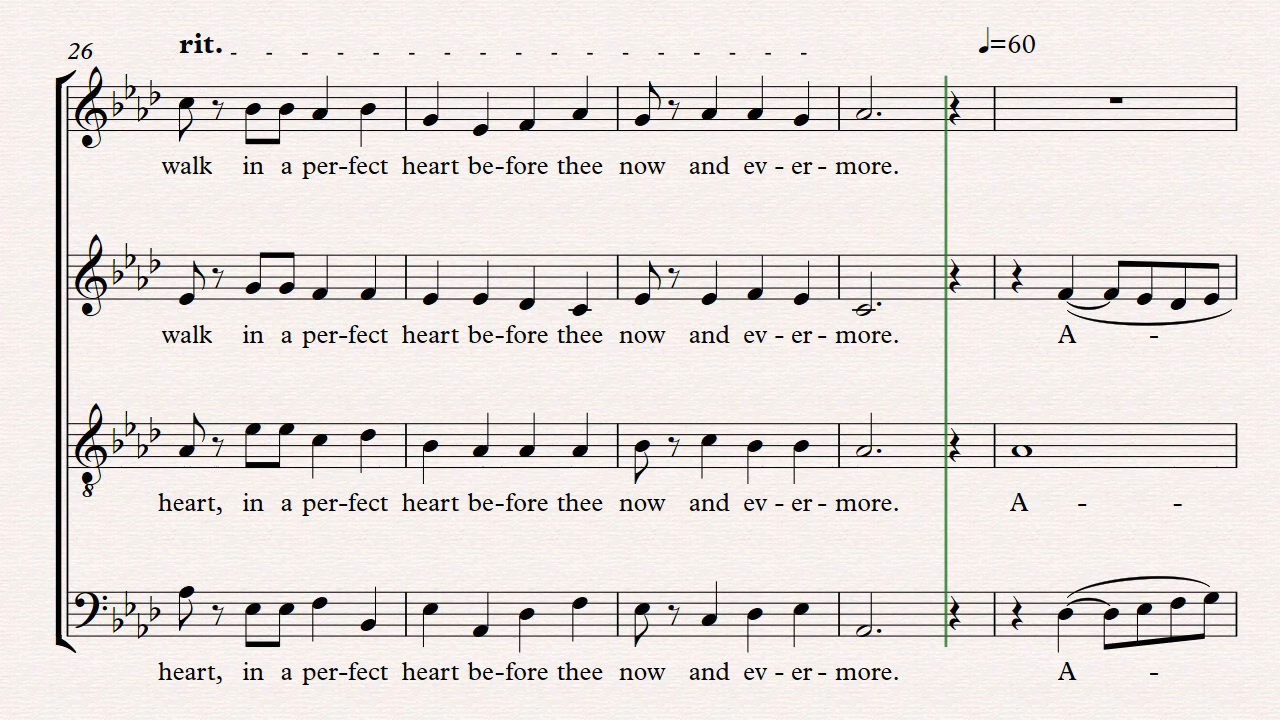 26 rit. ♩=60
walk in a per-fect heart be-fore thee now and ev - er - more.
walk in a per-fect heart be-fore thee now and ev - er - more. A -
8
heart, in a per-fect heart be-fore thee now and ev - er - more. A - -
heart, in a per-fect heart be-fore thee now and ev - er - more. A -